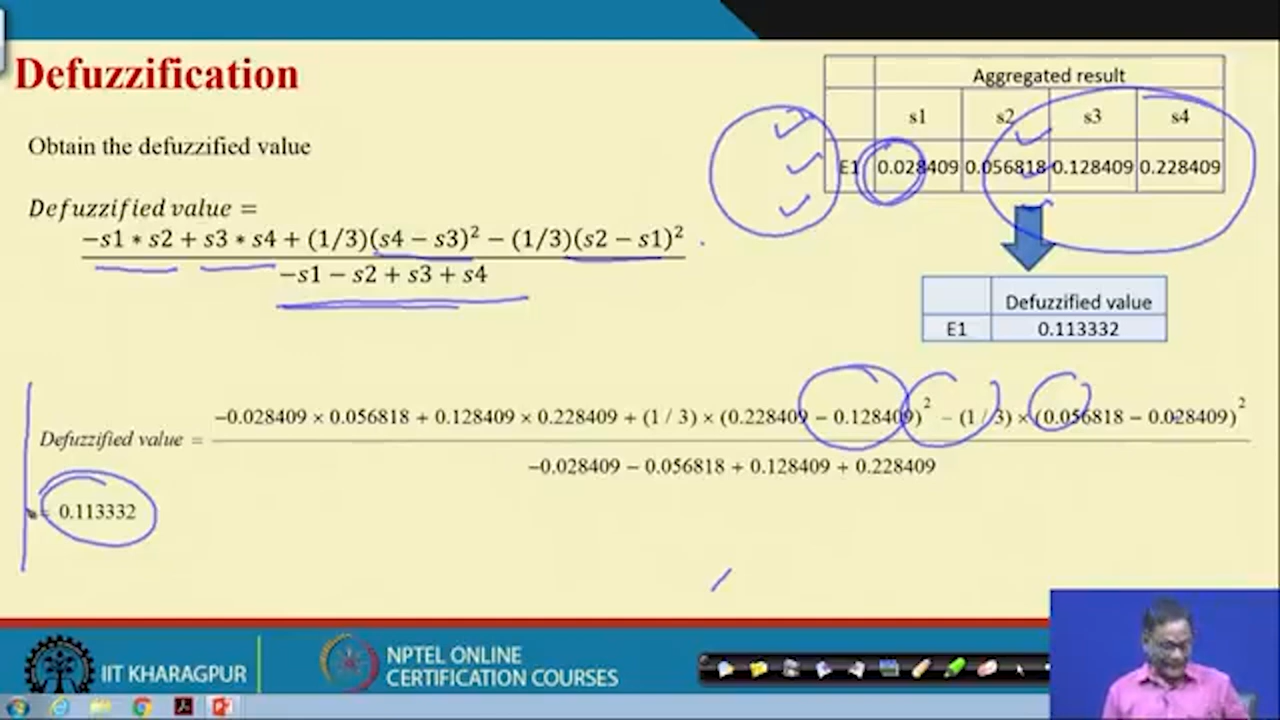 Defuzzification
Aggregated result
s1 s2 s3 s4
E1 0.028409 0.056818 0.128409 0.228409
Obtain the defuzzified value
Defuzzified value =
−s1 * s2 + s3 * s4 + (1/3)(s4 − s3)² − (1/3)(s2 − s1)²
−s1 − s2 + s3 + s4
Defuzzified value
E1 0.113332
−0.028409 × 0.056818 + 0.128409 × 0.228409 + (1 / 3) × (0.228409 − 0.128409)² − (1 / 3) × (0.056818 − 0.028409)²
Defuzzified value =
−0.028409 − 0.056818 + 0.128409 + 0.228409
= 0.113332
IIT KHARAGPUR
NPTEL ONLINE
CERTIFICATION COURSES